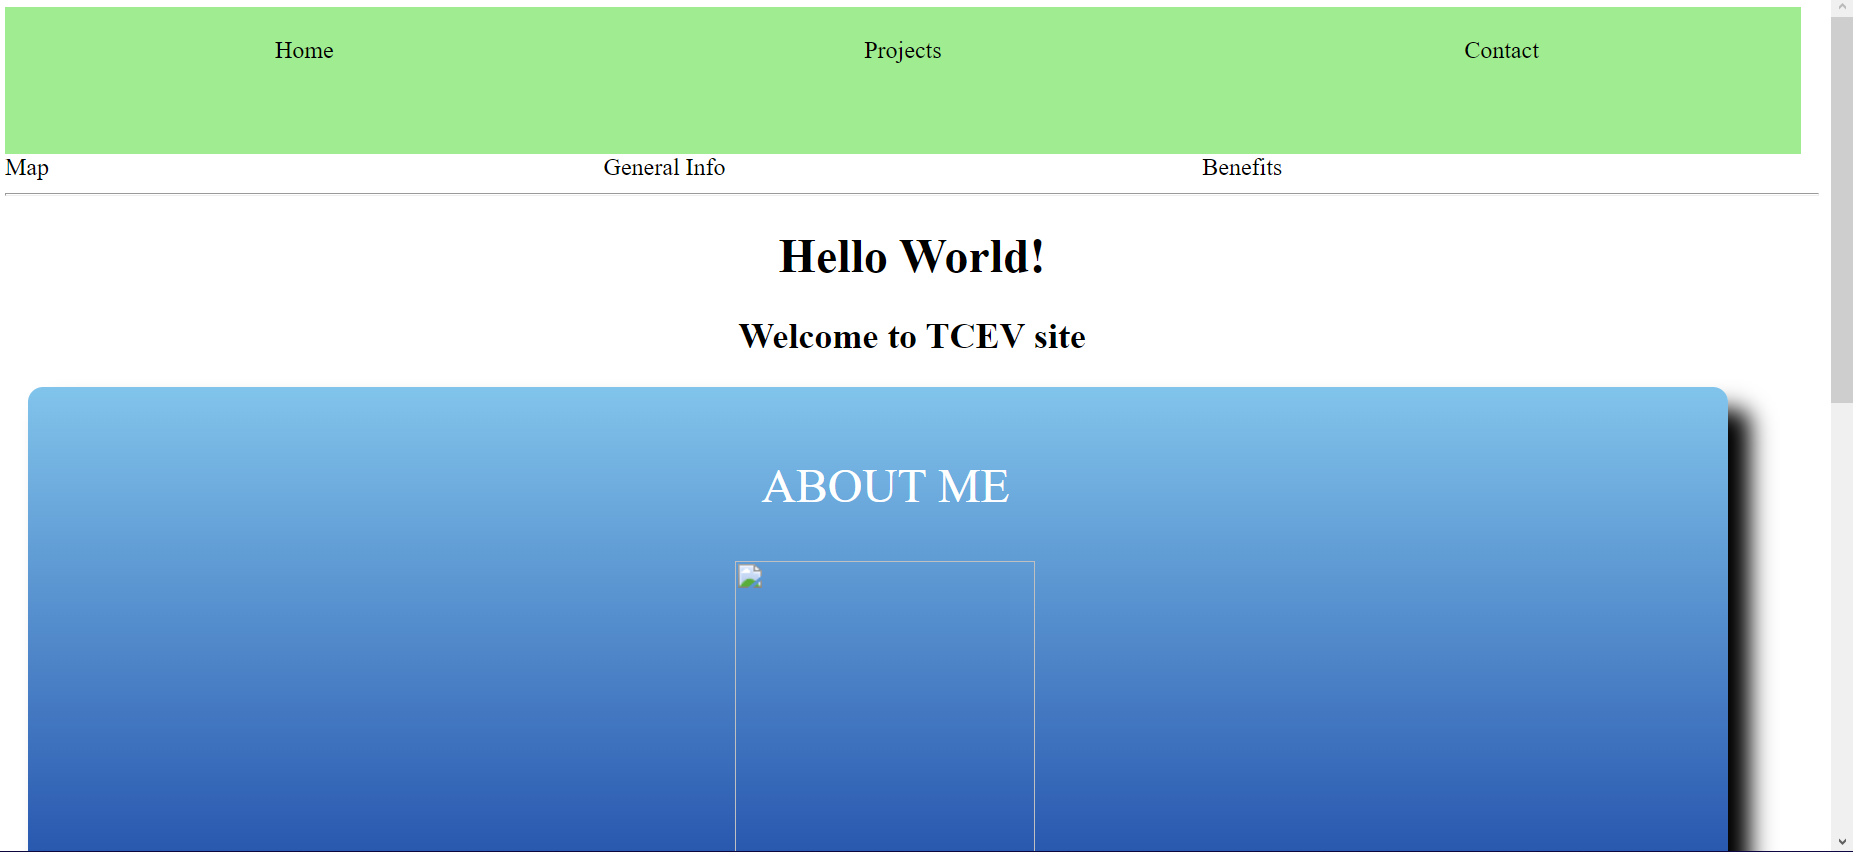 Home Projects Contact
Map General Info Benefits
Hello World!
Welcome to TCEV site
ABOUT ME